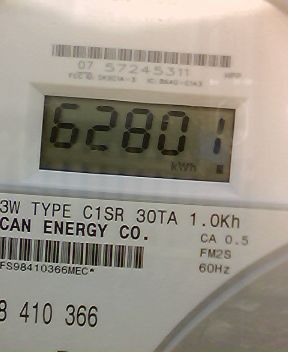 07 57245311
62801
kWh
3W TYPE C1SR 30TA 1.0Kh
CAN ENERGY CO.
CA 0.5
FM2S
FS98410366MEC*
60Hz
8 410 366